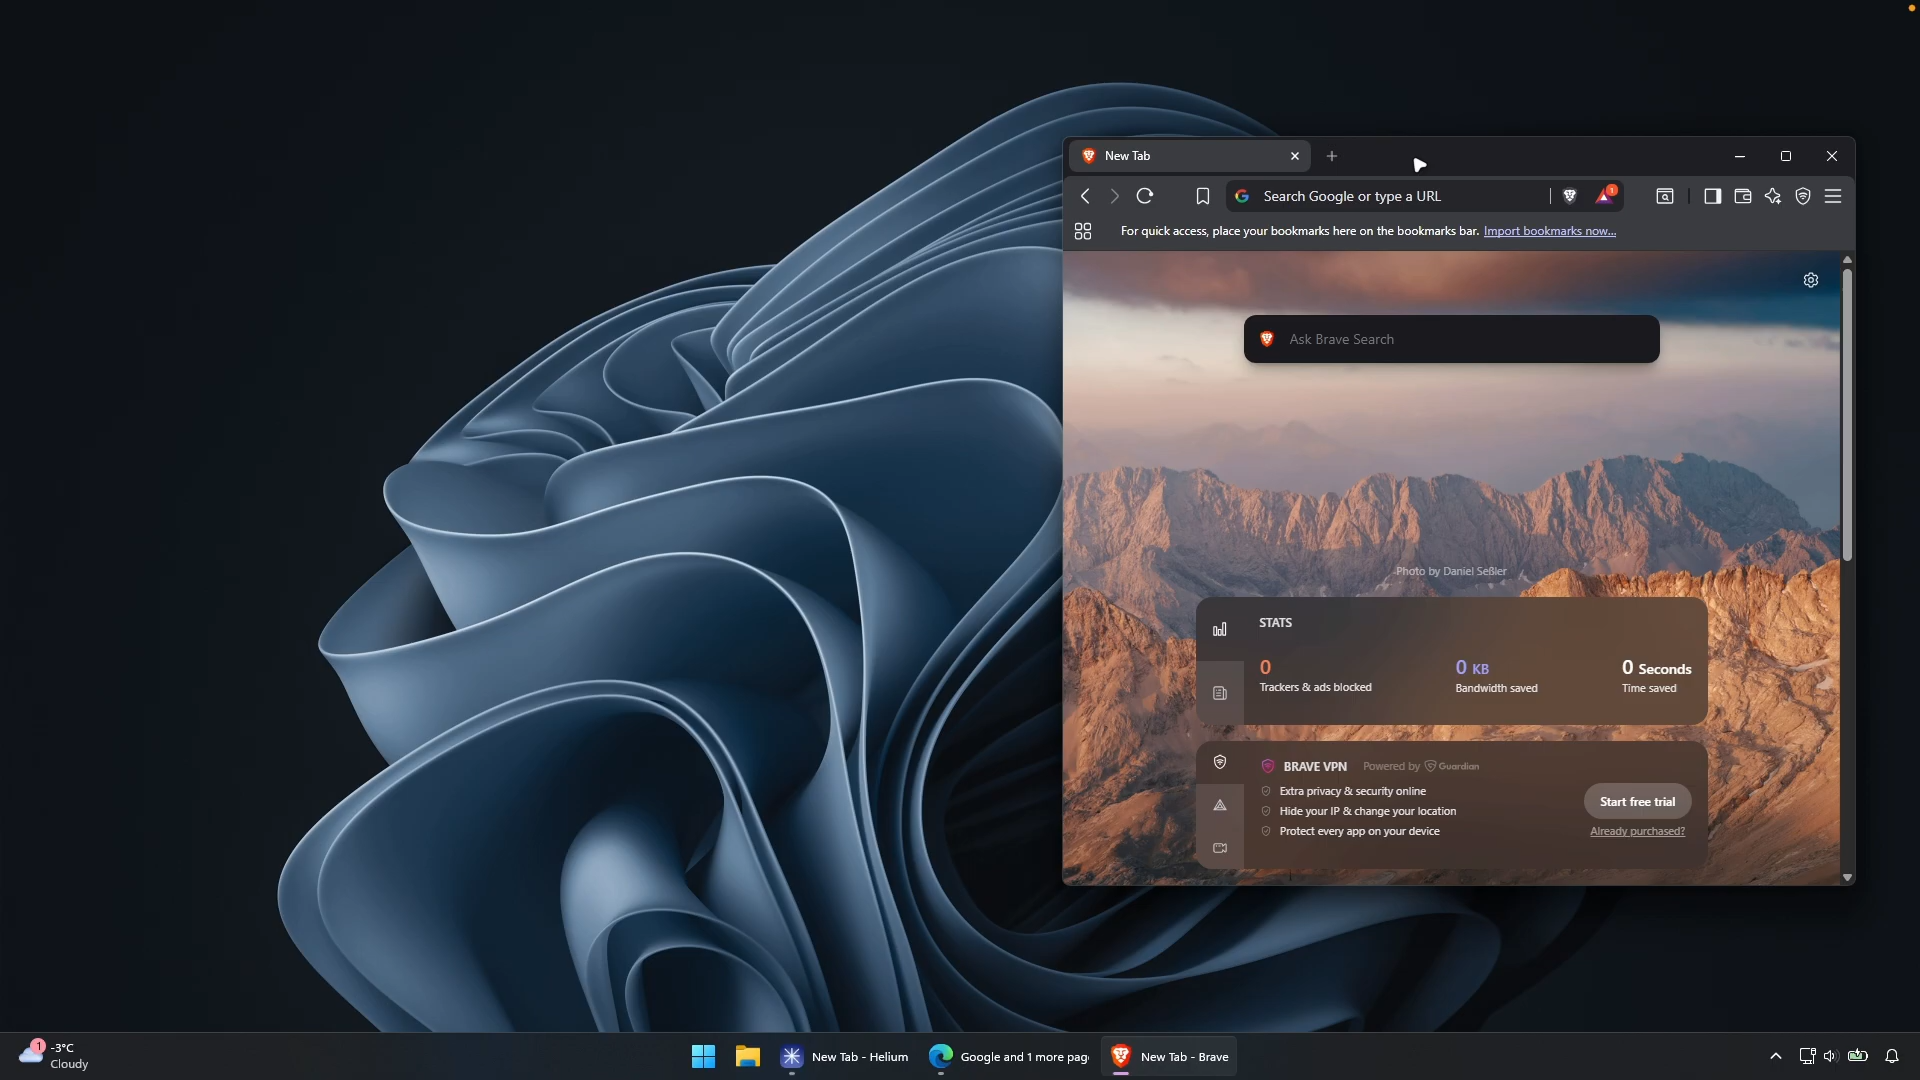 New Tab
Search Google or type a URL
1
For quick access, place your bookmarks here on the bookmarks bar. Import bookmarks now...
Ask Brave Search
Photo by Daniel Seßler
STATS
0
0 KB
0 Seconds
Trackers & ads blocked
Bandwidth saved
Time saved
BRAVE VPN Powered by Guardian
Extra privacy & security online
Hide your IP & change your location
Protect every app on your device
Start free trial
Already purchased?
1
-3°C
Cloudy
New Tab - Helium
Google and 1 more pag
New Tab - Brave